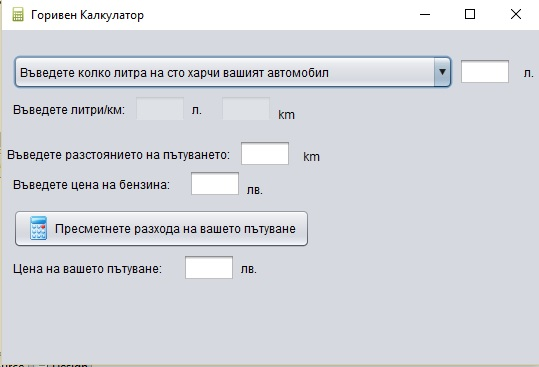 Горивен Калкулатор
Въведете колко литра на сто харчи вашият автомобил л.
Въведете литри/км: л. km
Въведете разстоянието на пътуването: km
Въведете цена на бензина: лв.
Пресметнете разхода на вашето пътуване
Цена на вашето пътуване: лв.